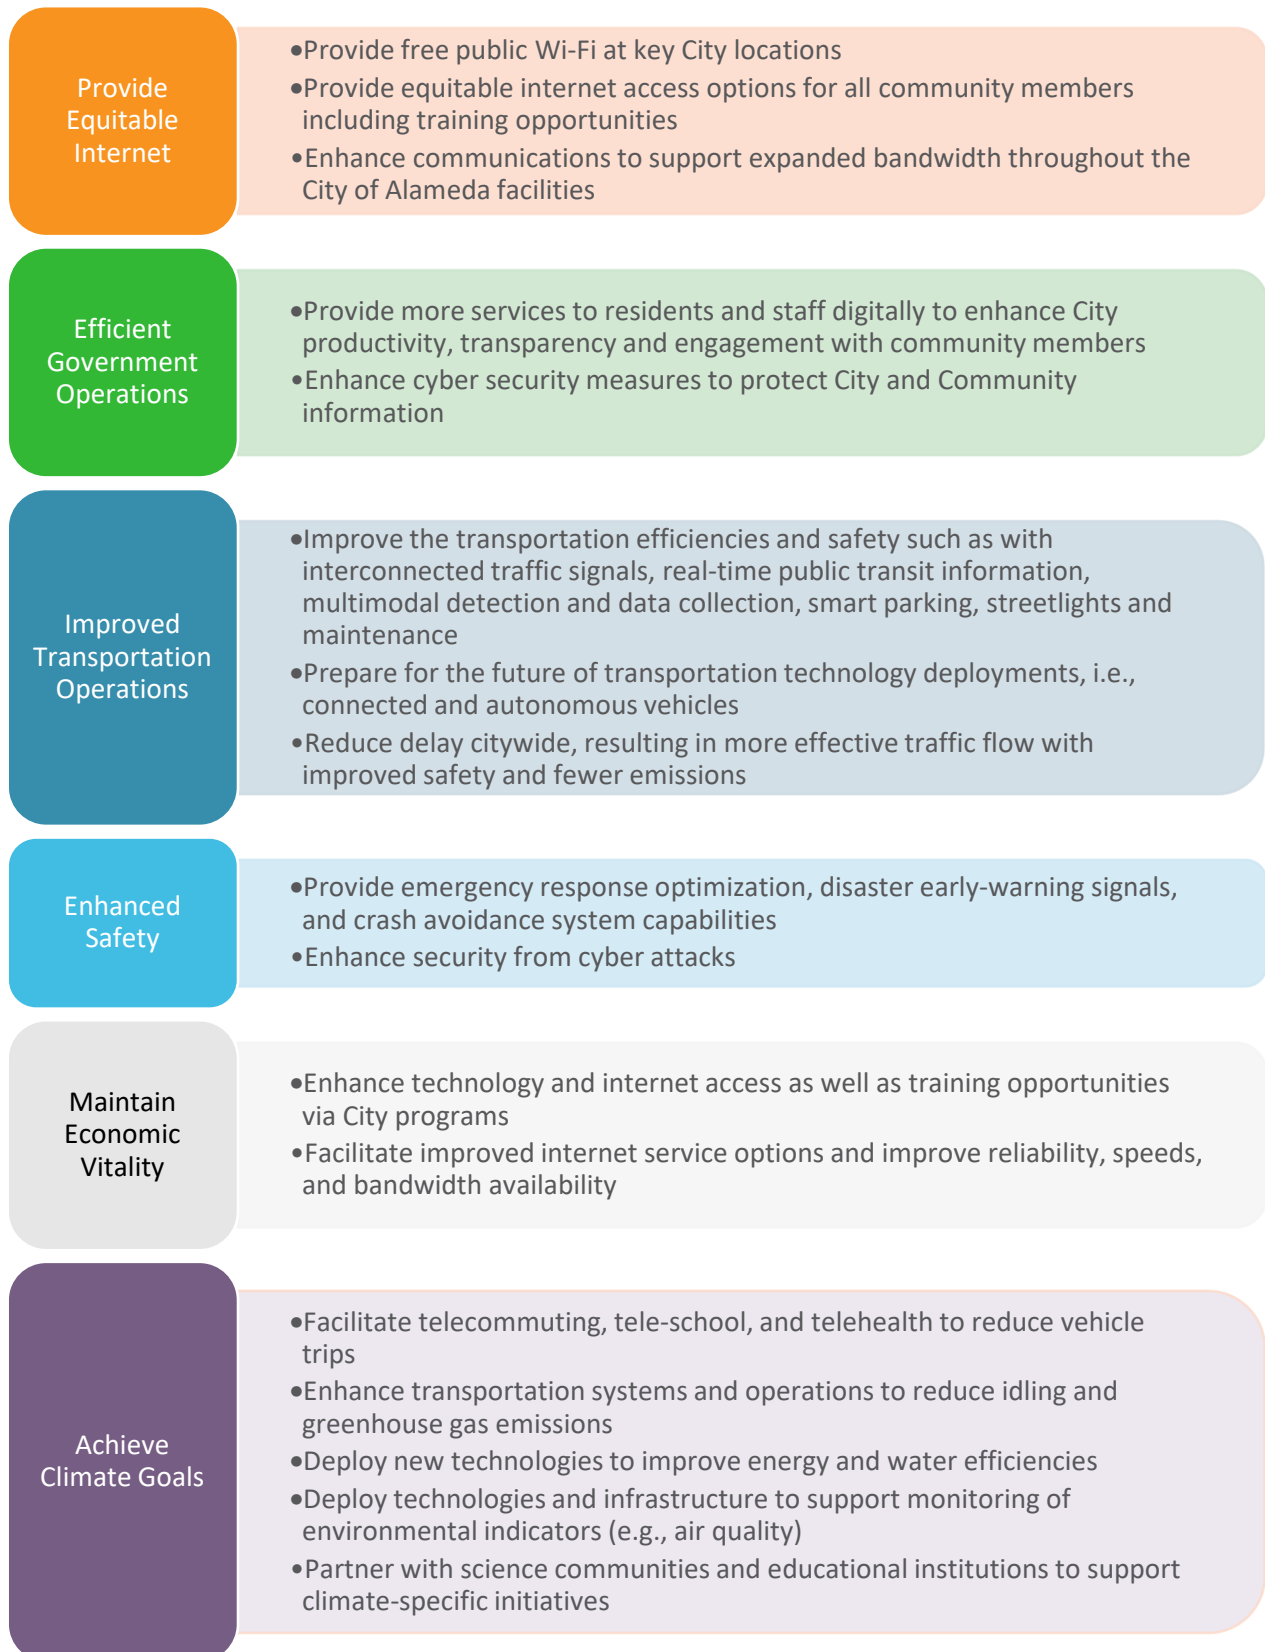 Provide
Equitable
Internet
•Provide free public Wi-Fi at key City locations
•Provide equitable internet access options for all community members
including training opportunities
•Enhance communications to support expanded bandwidth throughout the
City of Alameda facilities
Efficient
Government
Operations
•Provide more services to residents and staff digitally to enhance City
productivity, transparency and engagement with community members
•Enhance cyber security measures to protect City and Community
information
Improved
Transportation
Operations
•Improve the transportation efficiencies and safety such as with
interconnected traffic signals, real-time public transit information,
multimodal detection and data collection, smart parking, streetlights and
maintenance
•Prepare for the future of transportation technology deployments, i.e.,
connected and autonomous vehicles
•Reduce delay citywide, resulting in more effective traffic flow with
improved safety and fewer emissions
Enhanced
Safety
•Provide emergency response optimization, disaster early-warning signals,
and crash avoidance system capabilities
•Enhance security from cyber attacks
Maintain
Economic
Vitality
•Enhance technology and internet access as well as training opportunities
via City programs
•Facilitate improved internet service options and improve reliability, speeds,
and bandwidth availability
Achieve
Climate Goals
•Facilitate telecommuting, tele-school, and telehealth to reduce vehicle
trips
•Enhance transportation systems and operations to reduce idling and
greenhouse gas emissions
•Deploy new technologies to improve energy and water efficiencies
•Deploy technologies and infrastructure to support monitoring of
environmental indicators (e.g., air quality)
•Partner with science communities and educational institutions to support
climate-specific initiatives